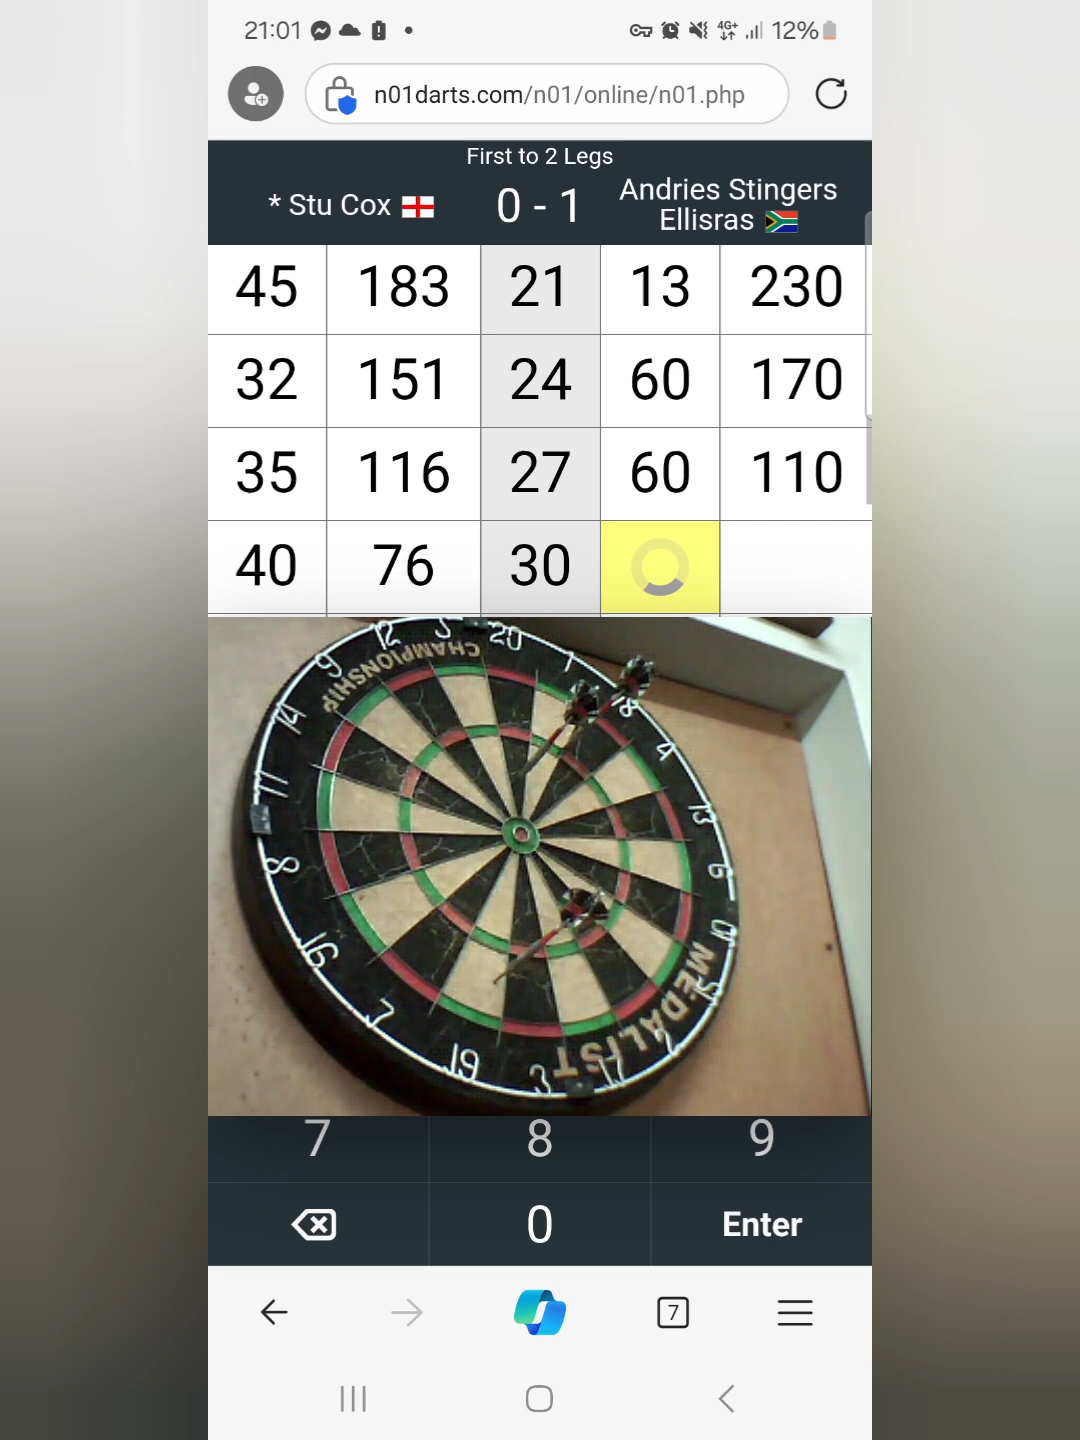 21:01 4G+ 12%
n01darts.com/n01/online/n01.php
First to 2 Legs
* Stu Cox 0 - 1 Andries Stingers
Ellisras
45 183 21 13 230
32 151 24 60 170
35 116 27 60 110
40 76 30
CHAMPIONSHIP
20
1
18
4
13
6
15
2
17
3
19
7
16
8
11
14
9
12
MEDALIST
7 8 9
0 Enter
7